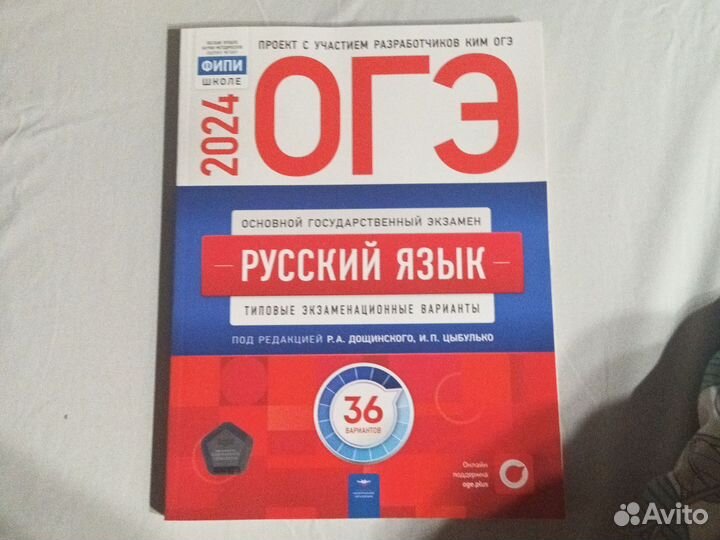 ПРОЕКТ С УЧАСТИЕМ РАЗРАБОТЧИКОВ КИМ ОГЭ
ФИПИ
ШКОЛЕ
2024
ОГЭ
ОСНОВНОЙ ГОСУДАРСТВЕННЫЙ ЭКЗАМЕН
РУССКИЙ ЯЗЫК
ТИПОВЫЕ ЭКЗАМЕНАЦИОННЫЕ ВАРИАНТЫ
ПОД РЕДАКЦИЕЙ Р.А. ДОЩИНСКОГО, И.П. ЦЫБУЛЬКО
36
ВАРИАНТОВ
Онлайн
поддержка
oge.plus
Avito